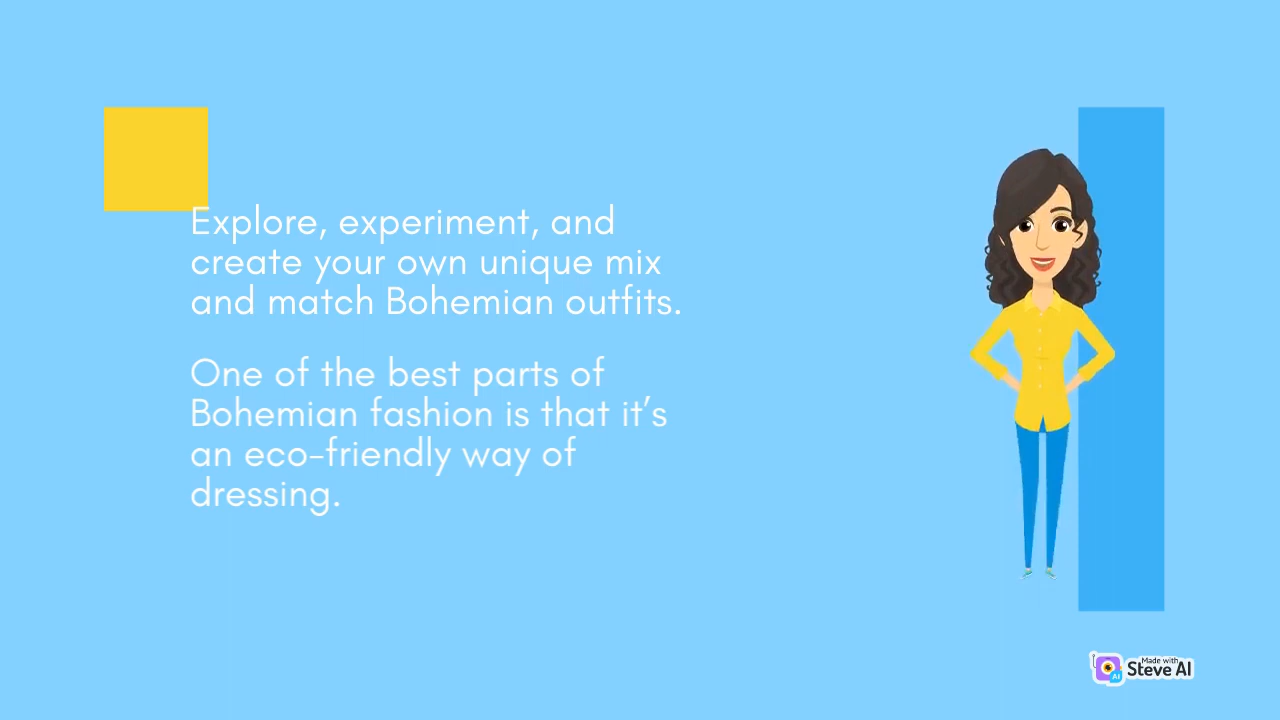 Explore, experiment, and
create your own unique mix
and match Bohemian outfits.
One of the best parts of
Bohemian fashion is that it’s
an eco-friendly way of
dressing.
Made with
Steve AI
AI